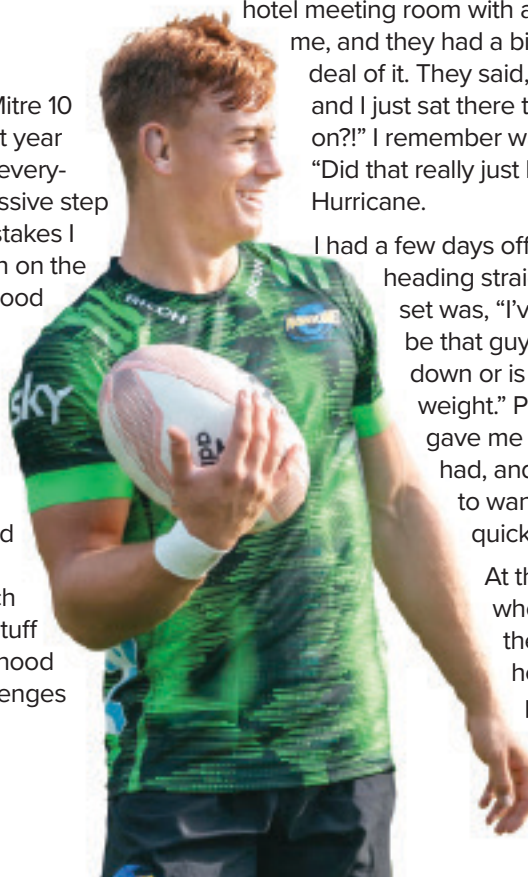 Mitre 10
t year
every-
ssive step
stakes I
n on the
ood
d
ch
tuff
hood
enges
hotel meeting room with a
me, and they had a bi
deal of it. They said,
and I just sat there t
on?!” I remember w
“Did that really just
Hurricane.
I had a few days off
heading strai
set was, “I’v
be that guy
down or is
weight.” P
gave me
had, and
to wan
quick
At th
who
the
he
RICOH
sky